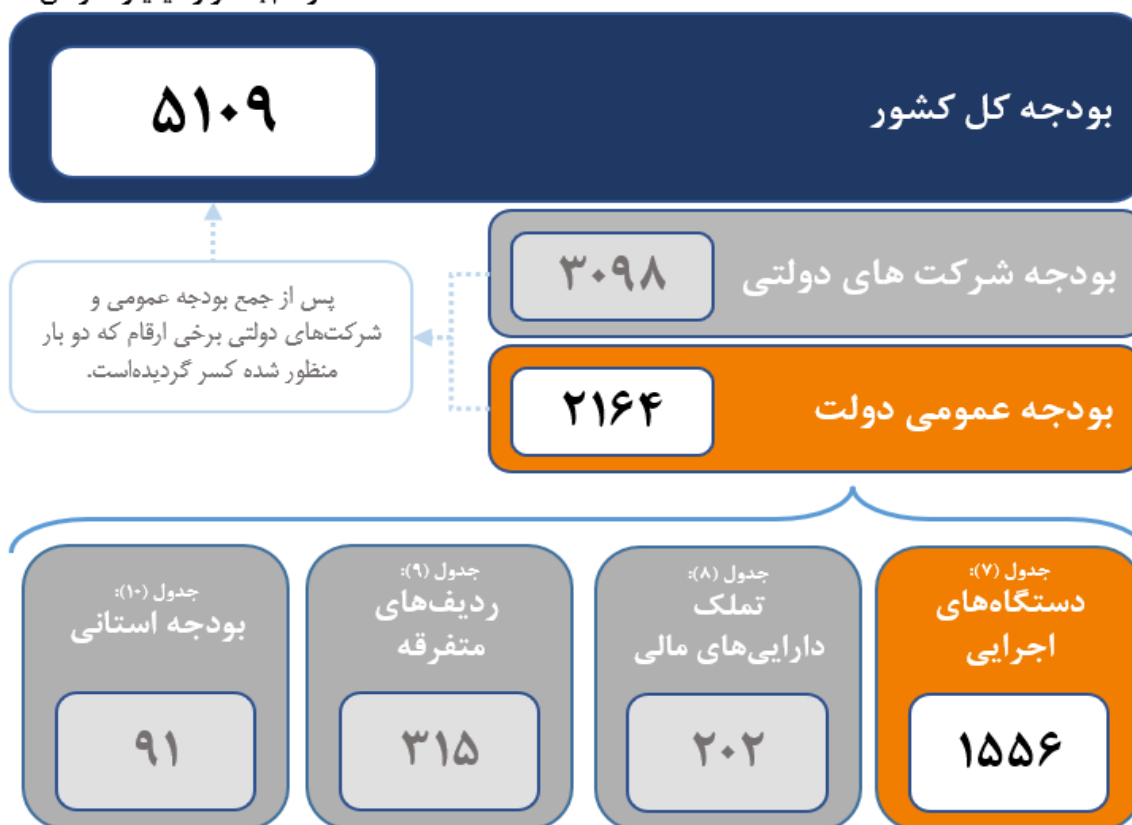 بودجه کل کشور
۵۱۰۹
بودجه شرکت های دولتی
۳۰۹۸
پس از جمع بودجه عمومی و
شرکت‌های دولتی برخی ارقام که دو بار
منظور شده کسر گردیده‌است.
بودجه عمومی دولت
۲۱۶۴
جدول (۷):
دستگاه‌های
اجرایی
۱۵۵۶
جدول (۸):
تملک
دارایی‌های مالی
۲۰۲
جدول (۹):
ردیف‌های
متفرقه
۳۱۵
جدول (۱۰):
بودجه استانی
۹۱